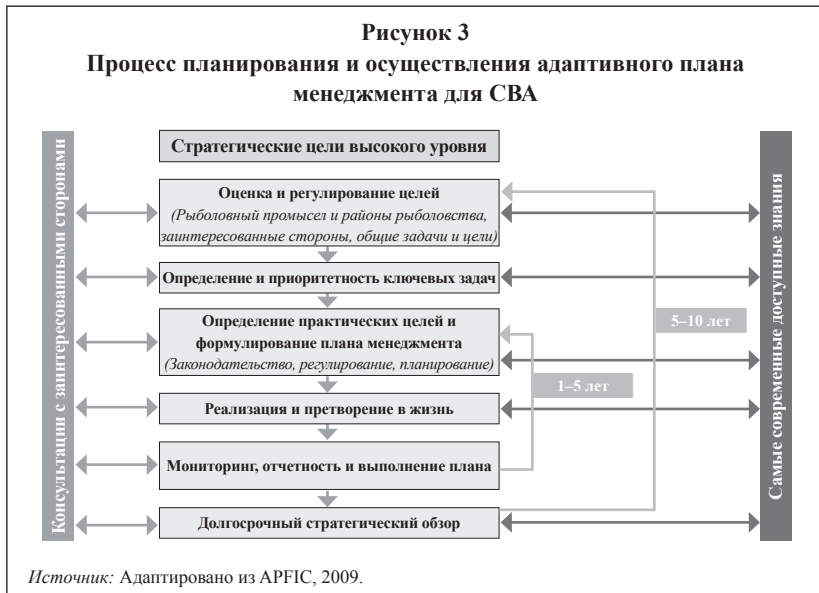 Рисунок 3
Процесс планирования и осуществления адаптивного плана
менеджмента для СВА
Консультации с заинтересованными сторонами
Стратегические цели высокого уровня
Оценка и регулирование целей
(Рыболовный промысел и районы рыболовства,
заинтересованные стороны, общие задачи и цели)
Определение и приоритетность ключевых задач
Определение практических целей и
формулирование плана менеджмента
(Законодательство, регулирование, планирование)
Реализация и претворение в жизнь
Мониторинг, отчетность и выполнение плана
Долгосрочный стратегический обзор
1–5 лет
5–10 лет
Самые современные доступные знания
Источник: Адаптировано из APFIC, 2009.